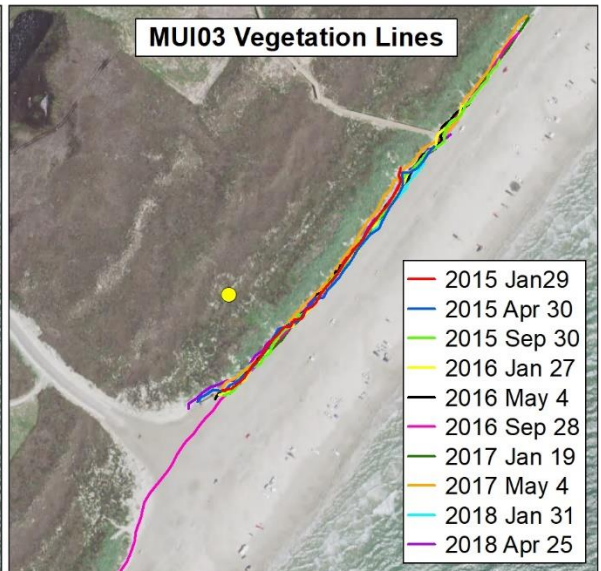 MUI03 Vegetation Lines
2015 Jan29
2015 Apr 30
2015 Sep 30
2016 Jan 27
2016 May 4
2016 Sep 28
2017 Jan 19
2017 May 4
2018 Jan 31
2018 Apr 25